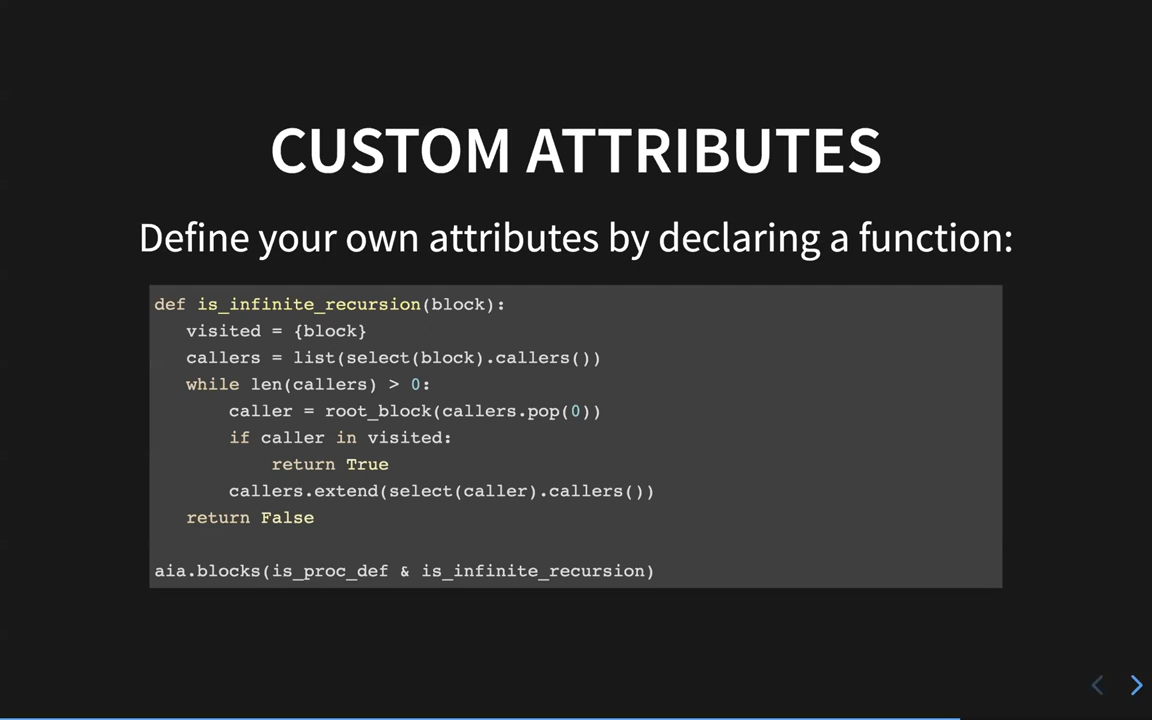 CUSTOM ATTRIBUTES
Define your own attributes by declaring a function:
def is_infinite_recursion(block):
   visited = {block}
   callers = list(select(block).callers())
   while len(callers) > 0:
       caller = root_block(callers.pop(0))
       if caller in visited:
           return True
       callers.extend(select(caller).callers())
   return False
aia.blocks(is_proc_def & is_infinite_recursion)